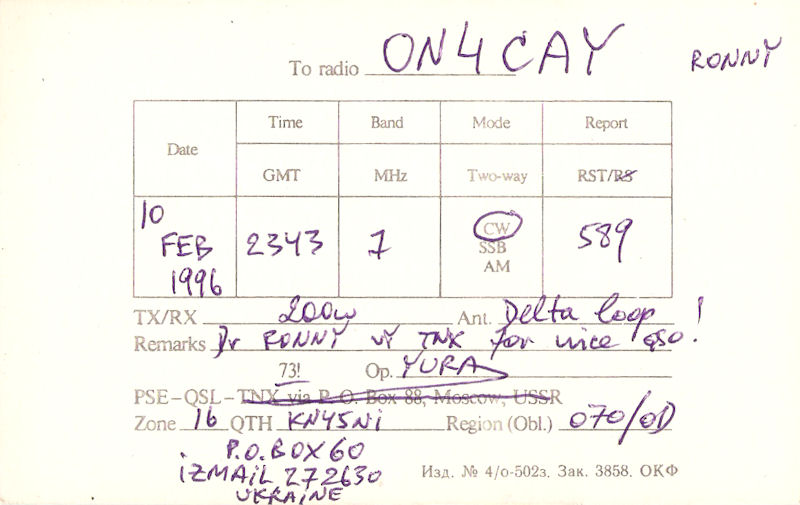 To radio ON4CAY RONNY
Time Band Mode Report
Date
GMT MHz Two-way RST/RS
10 FEB 1996 2343 7 CW SSB AM 589
TX/RX 200w Ant. Delta loop !
Remarks Dr RONNY vy TNX for nice qso!
73! Op. YURA
PSE-QSL-TNX via P. O. Box 88, Moscow, USSR
Zone 16 QTH KN45Ni Region (Obl.) 070/OD
P.O.BOX 60
iZMAiL 272630
UKRAiNE
Изд. № 4/о-502з. Зак. 3858. ОКФ